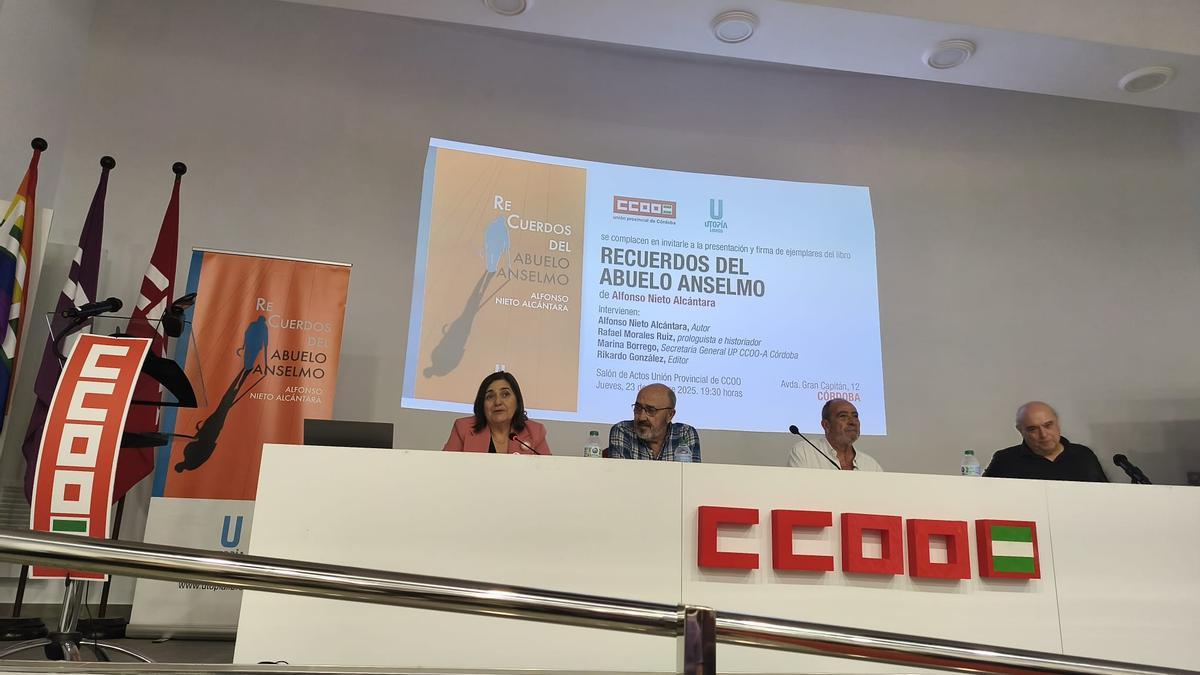 RE
CUERDOS
DEL
ABUELO
ANSELMO
ALFONSO
NIETO ALCÁNTARA
CCOO
unión provincial de Córdoba
U
UTOPÍA
LIBROS
se complacen en invitarle a la presentación y firma de ejemplares del libro
RECUERDOS DEL
ABUELO ANSELMO
de Alfonso Nieto Alcántara
Intervienen:
Alfonso Nieto Alcántara, Autor
Rafael Morales Ruiz, prologuista e historiador
Marina Borrego, Secretaria General UP CCOO-A Córdoba
Rikardo González, Editor
Salón de Actos Unión Provincial de CCOO
Jueves, 23 de 2025. 19:30 horas
Avda. Gran Capitán, 12
CÓRDOBA
RE
CUERDOS
DEL
ABUELO
ANSELMO
ALFONSO
NIETO ALCÁNTARA
U
CCOO
CCOO